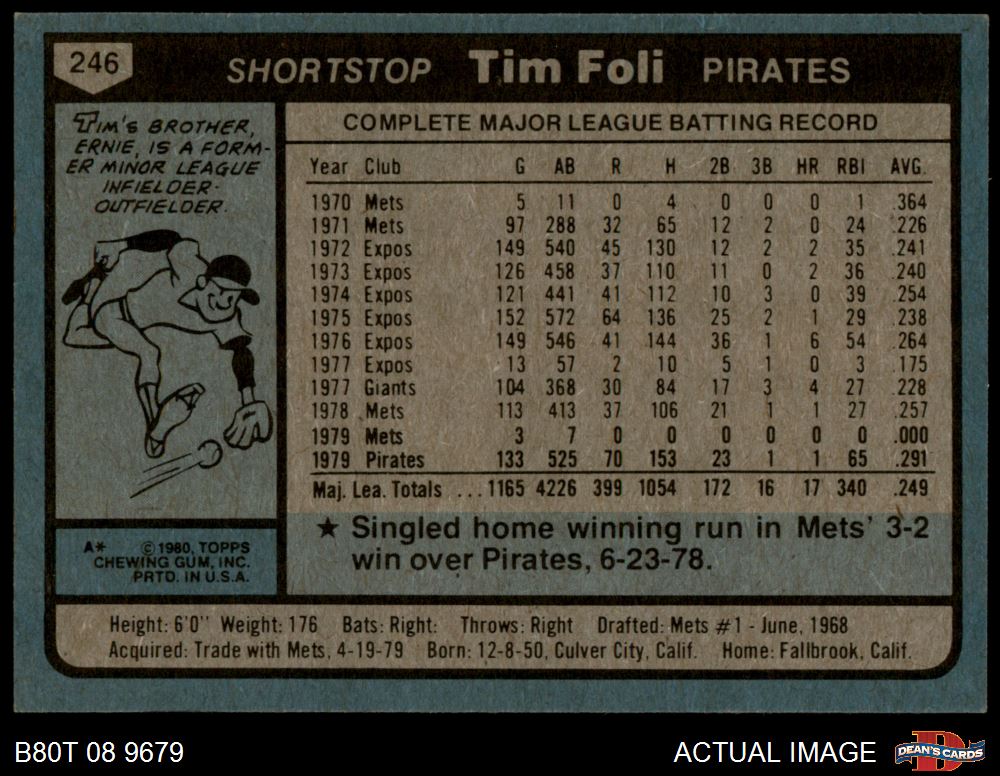 246
SHORTSTOP Tim Foli PIRATES
TIM'S BROTHER,
ERNIE, IS A FORM-
ER MINOR LEAGUE
INFIELDER-
OUTFIELDER.
A* © 1980, TOPPS
CHEWING GUM, INC.
PRTD. IN U.S.A.
COMPLETE MAJOR LEAGUE BATTING RECORD
Year Club G AB R H 2B 3B HR RBI AVG.
1970 Mets 5 11 0 4 0 0 0 1 .364
1971 Mets 97 288 32 65 12 2 0 24 .226
1972 Expos 149 540 45 130 12 2 2 35 .241
1973 Expos 126 458 37 110 11 0 2 36 .240
1974 Expos 121 441 41 112 10 3 0 39 .254
1975 Expos 152 572 64 136 25 2 1 29 .238
1976 Expos 149 546 41 144 36 1 6 54 .264
1977 Expos 13 57 2 10 5 1 0 3 .175
1977 Giants 104 368 30 84 17 3 4 27 .228
1978 Mets 113 413 37 106 21 1 1 27 .257
1979 Mets 3 7 0 0 0 0 0 0 .000
1979 Pirates 133 525 70 153 23 1 1 65 .291
Maj. Lea. Totals ... 1165 4226 399 1054 172 16 17 340 .249
★ Singled home winning run in Mets' 3-2
win over Pirates, 6-23-78.
Height: 6'0" Weight: 176 Bats: Right: Throws: Right Drafted: Mets #1 - June, 1968
Acquired: Trade with Mets, 4-19-79 Born: 12-8-50, Culver City, Calif. Home: Fallbrook, Calif.
B80T 08 9679
ACTUAL IMAGE
D
DEAN'S CARDS